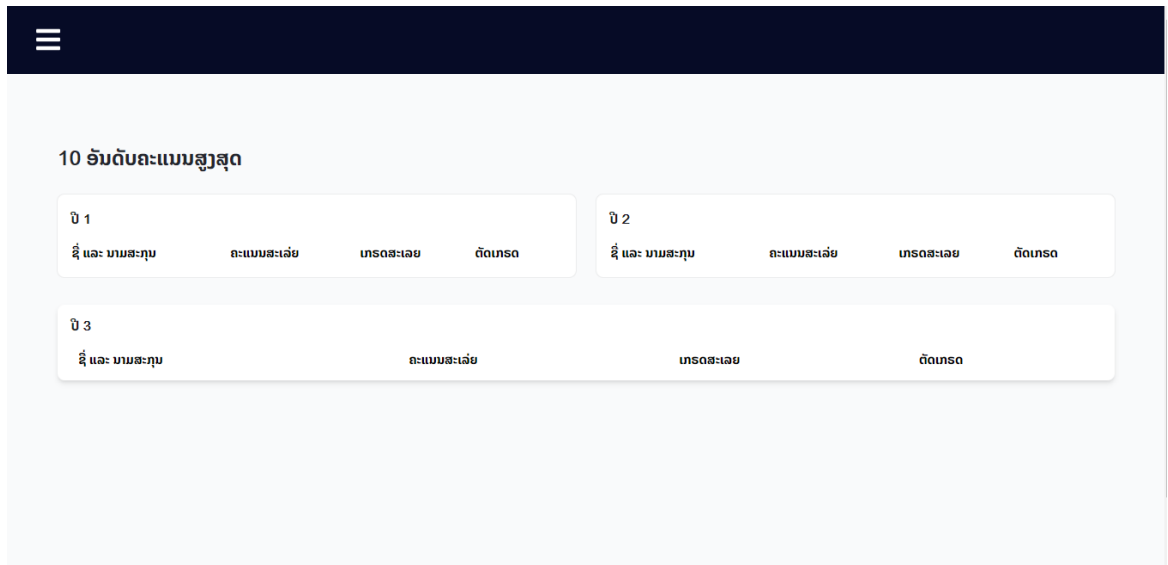 10 ອັນດັບຄະແນນສູງສຸດ
ປີ 1
ຊື່ ແລະ ນາມສະກຸນ ຄະແນນສະເລ່ຍ ເກຣດສະເລຍ ຕັດເກຣດ
ປີ 2
ຊື່ ແລະ ນາມສະກຸນ ຄະແນນສະເລ່ຍ ເກຣດສະເລຍ ຕັດເກຣດ
ປີ 3
ຊື່ ແລະ ນາມສະກຸນ ຄະແນນສະເລ່ຍ ເກຣດສະເລຍ ຕັດເກຣດ